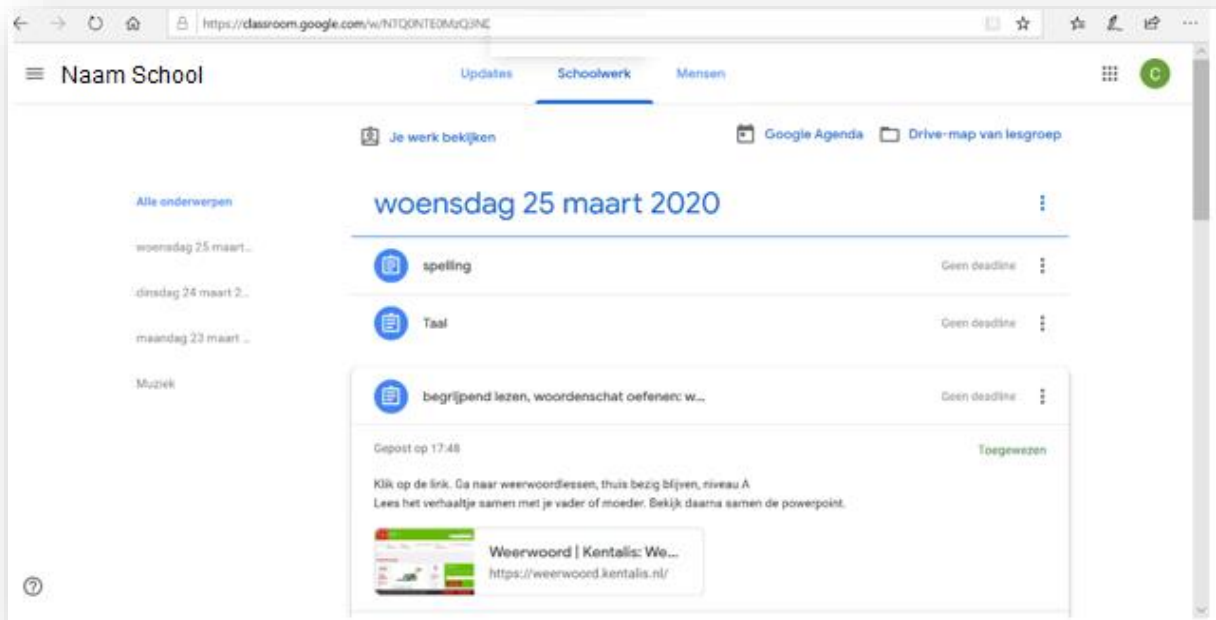 https://classroom.google.com/w/NTQ0NTE0MzQ3ND
Naam School
Updates
Schoolwerk
Mensen
C
Je werk bekijken
Google Agenda
Drive-map van lesgroep
Alle onderwerpen
woensdag 25 maart...
dinsdag 24 maart 2...
maandag 23 maart ...
Muziek
woensdag 25 maart 2020
spelling
Geen deadline
Taal
Geen deadline
begrijpend lezen, woordenschat oefenen: w...
Geen deadline
Gepost op 17:48
Toegewezen
Klik op de link. Ga naar weerwoordlessen, thuis bezig blijven, niveau A
Lees het verhaaltje samen met je vader of moeder. Bekijk daarna samen de powerpoint.
Weerwoord | Kentalis: We...
https://weerwoord.kentalis.nl/